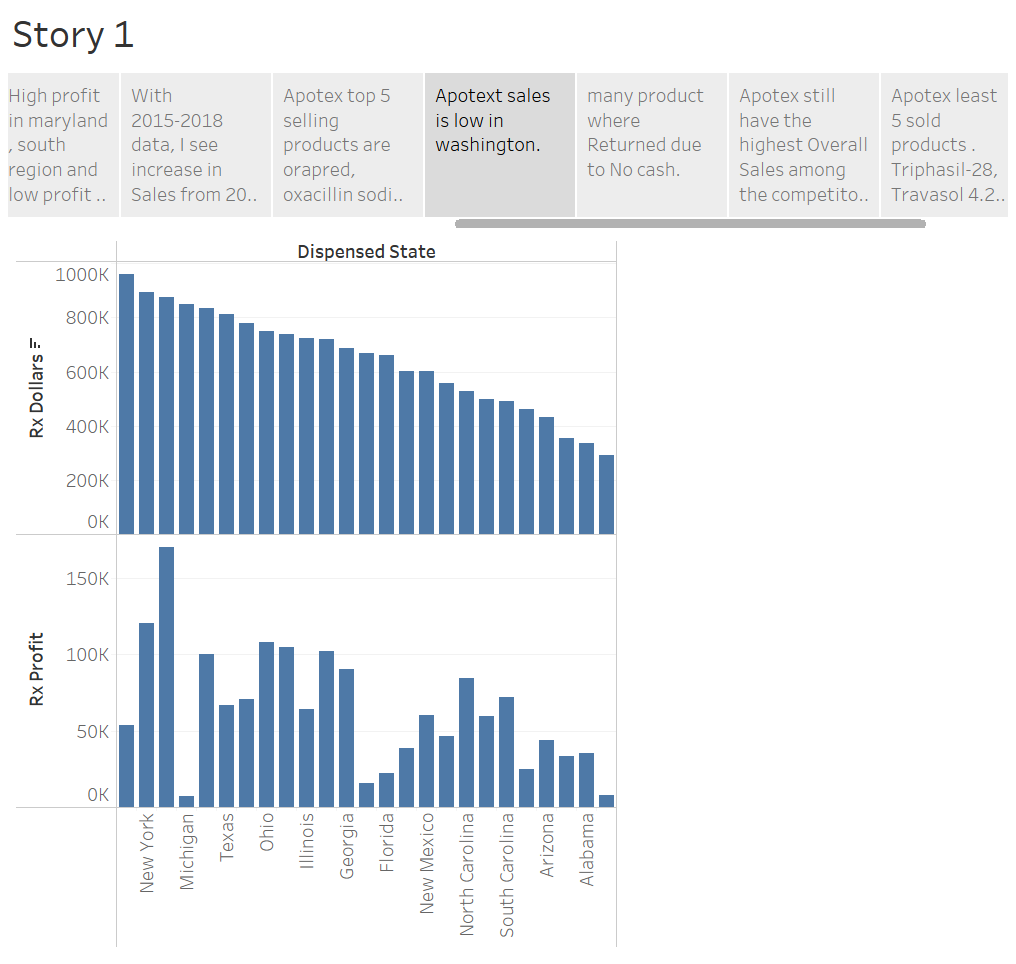 Story 1
High profit
in maryland
, south
region and
low profit ..
With
2015-2018
data, I see
increase in
Sales from 20..
Apotex top 5
selling
products are
orapred,
oxacillin sodi..
Apotext sales
is low in
washington.
many product
where
Returned due
to No cash.
Apotex still
have the
highest Overall
Sales among
the competito..
Apotex least
5 sold
products .
Triphasil-28,
Travasol 4.2..
Dispensed State
Rx Dollars
1000K
800K
600K
400K
200K
0K
Rx Profit
150K
100K
50K
0K
New York
Michigan
Texas
Ohio
Illinois
Georgia
Florida
New Mexico
North Carolina
South Carolina
Arizona
Alabama